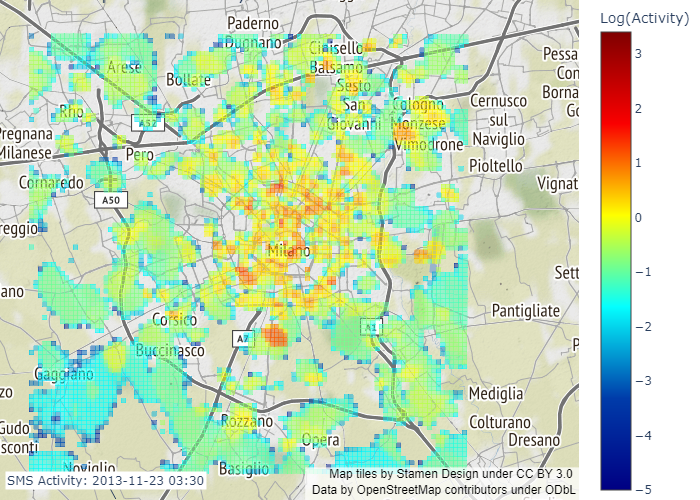 Log(Activity)
3
2
1
0
−1
−2
−3
−4
−5
Paderno
Dugnano
Cinisello
Balsamo
Sesto
San
Giovanni
Cologno
Monzese
Vimodrone
Cernusco
sul
Naviglio
Pioltello
Pessa
Con
Borna
Go
Vignat
Arese
Bollate
Rho
A52
Pregnana
Milanese
Pero
Cornaredo
A50
reggio
Milano
Sett
ano
Corsico
A7
A1
Pantigliate
Buccinasco
P
Gaggiano
zo
Mediglia
Rozzano
Gudo
sconti
Opera
Colturano
Dresano
Noviglio
Basiglio
SMS Activity: 2013-11-23 03:30
Map tiles by Stamen Design under CC BY 3.0
Data by OpenStreetMap contributors under ODbL